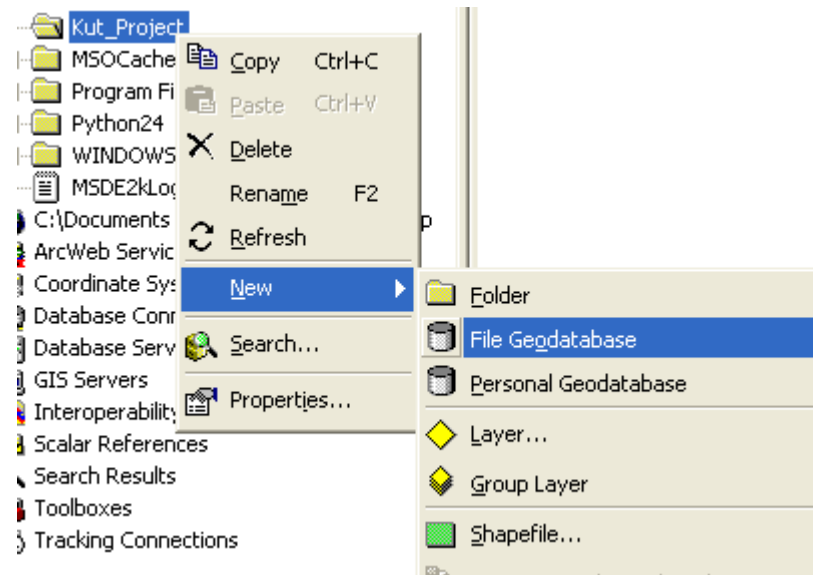 Kut_Project
MSOCache
Program Fi
Python24
WINDOWS
MSDE2kLog
C:\Documents p
ArcWeb Servic
Coordinate Sys
Database Conn
Database Serv
GIS Servers
Interoperability
Scalar References
Search Results
Toolboxes
Tracking Connections
Copy Ctrl+C
Paste Ctrl+V
Delete
Rename F2
Refresh
New
Search...
Properties...
Folder
File Geodatabase
Personal Geodatabase
Layer...
Group Layer
Shapefile...